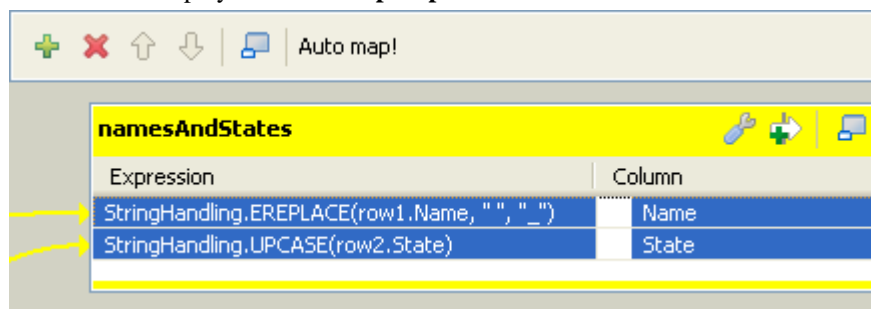 Auto map!
namesAndStates
Expression Column
StringHandling.EREPLACE(row1.Name, " ", "_") Name
StringHandling.UPCASE(row2.State) State